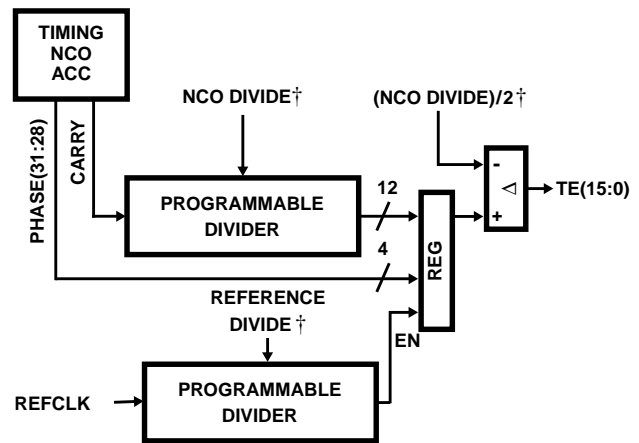 TIMING
NCO
ACC
NCO DIVIDE†
(NCO DIVIDE)/2 †
PHASE(31:28)
CARRY
PROGRAMMABLE
DIVIDER
12
4
REG
-
+
◁
TE(15:0)
REFERENCE
DIVIDE †
EN
REFCLK
PROGRAMMABLE
DIVIDER